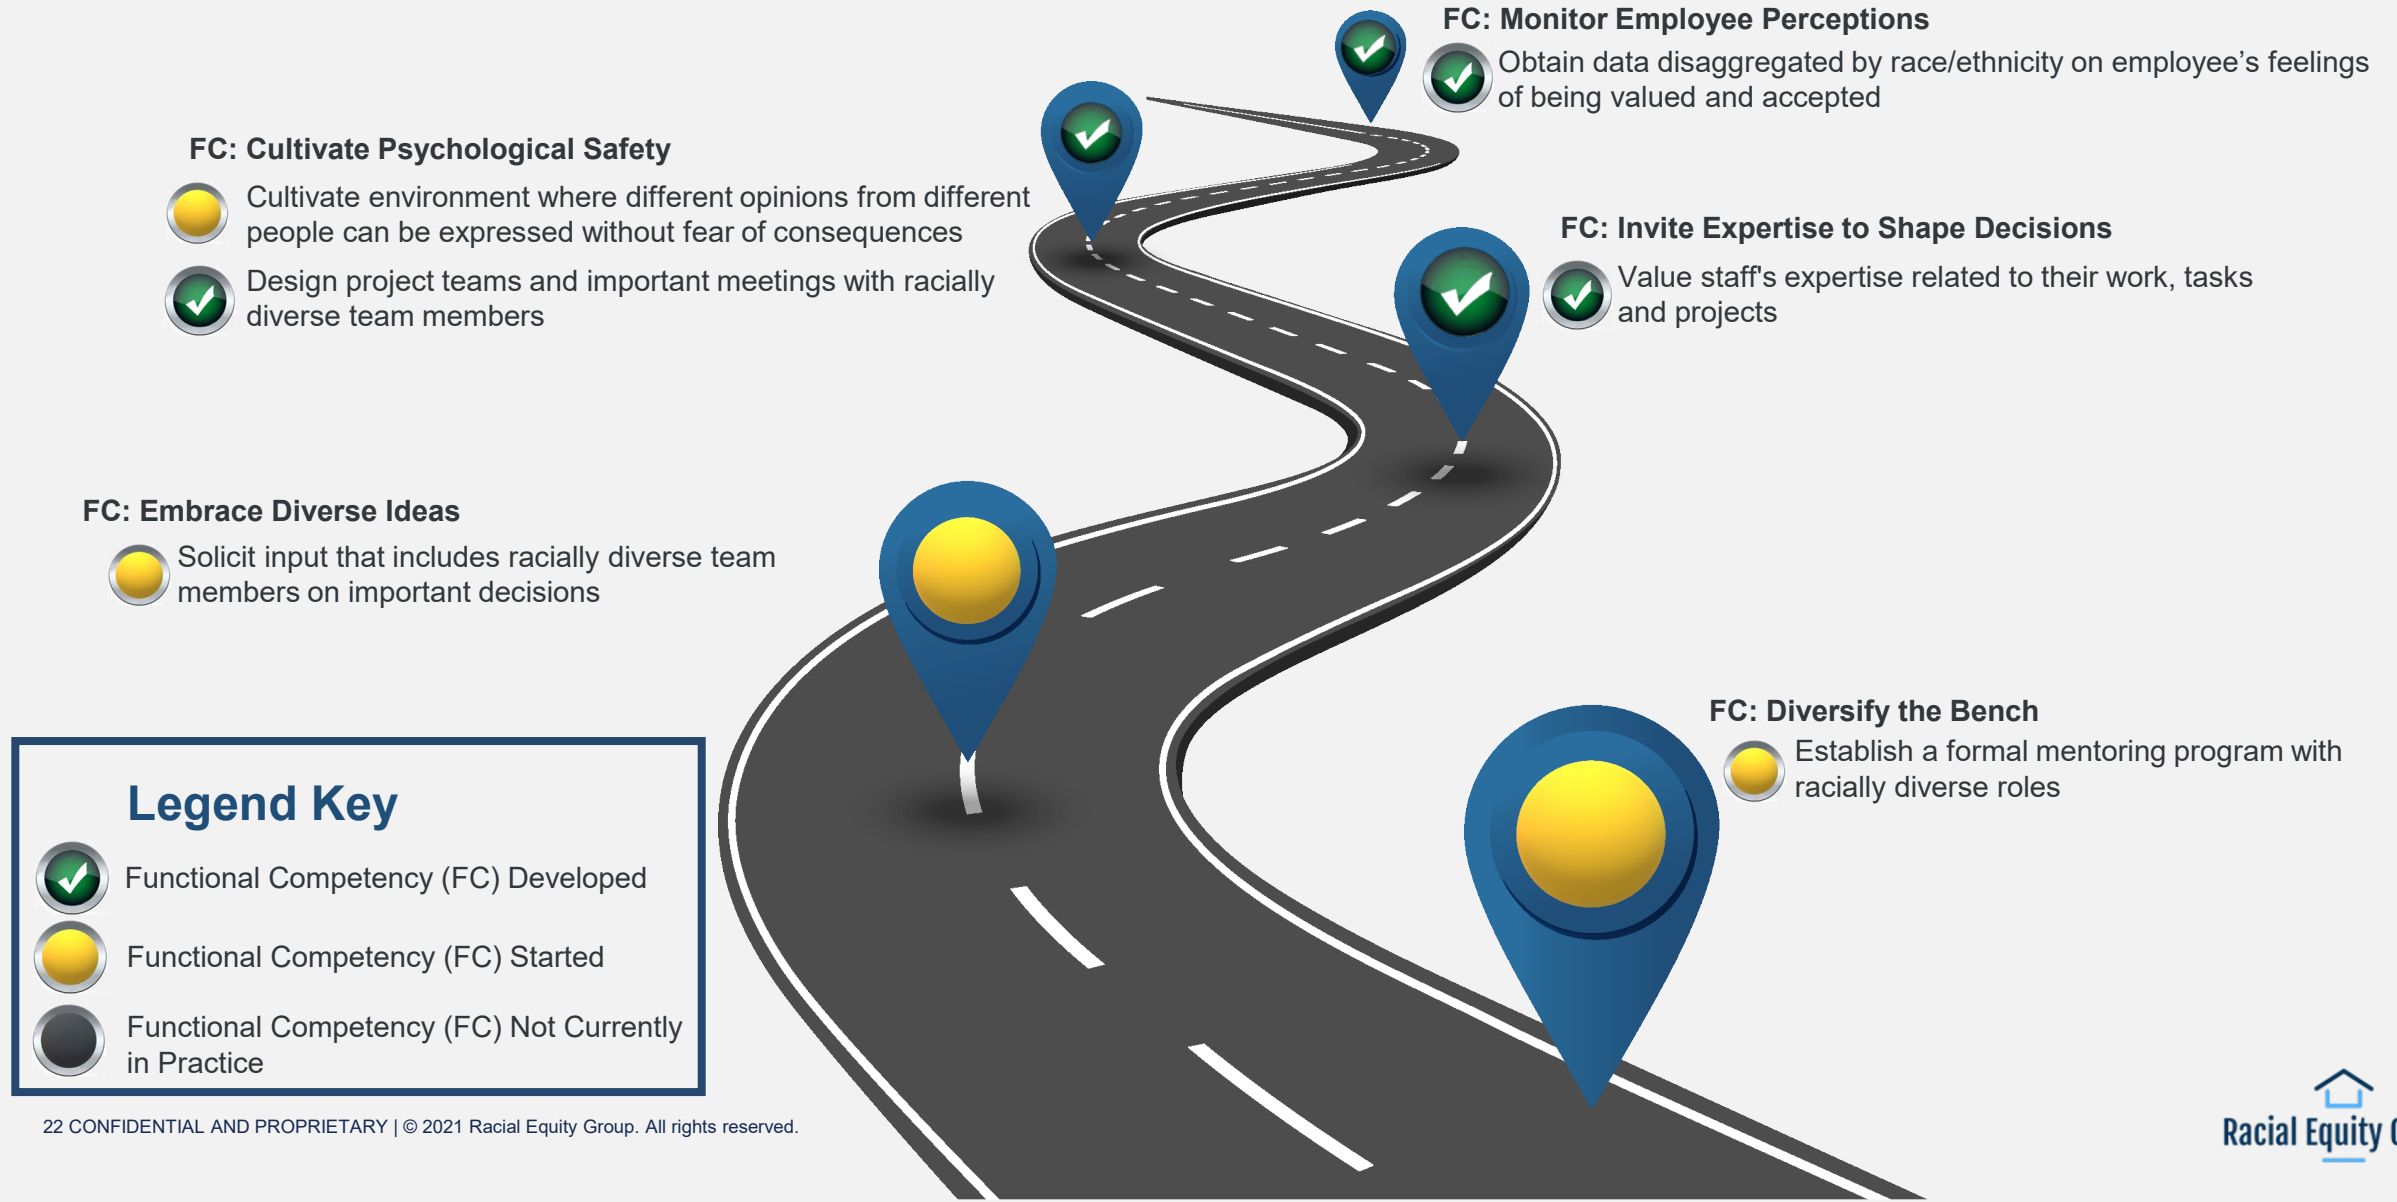 FC: Monitor Employee Perceptions
Obtain data disaggregated by race/ethnicity on employee’s feelings
of being valued and accepted
FC: Cultivate Psychological Safety
Cultivate environment where different opinions from different
people can be expressed without fear of consequences
Design project teams and important meetings with racially
diverse team members
FC: Invite Expertise to Shape Decisions
Value staff's expertise related to their work, tasks
and projects
FC: Embrace Diverse Ideas
Solicit input that includes racially diverse team
members on important decisions
FC: Diversify the Bench
Establish a formal mentoring program with
racially diverse roles
Legend Key
Functional Competency (FC) Developed
Functional Competency (FC) Started
Functional Competency (FC) Not Currently
in Practice
22 CONFIDENTIAL AND PROPRIETARY | © 2021 Racial Equity Group. All rights reserved.
Racial Equity